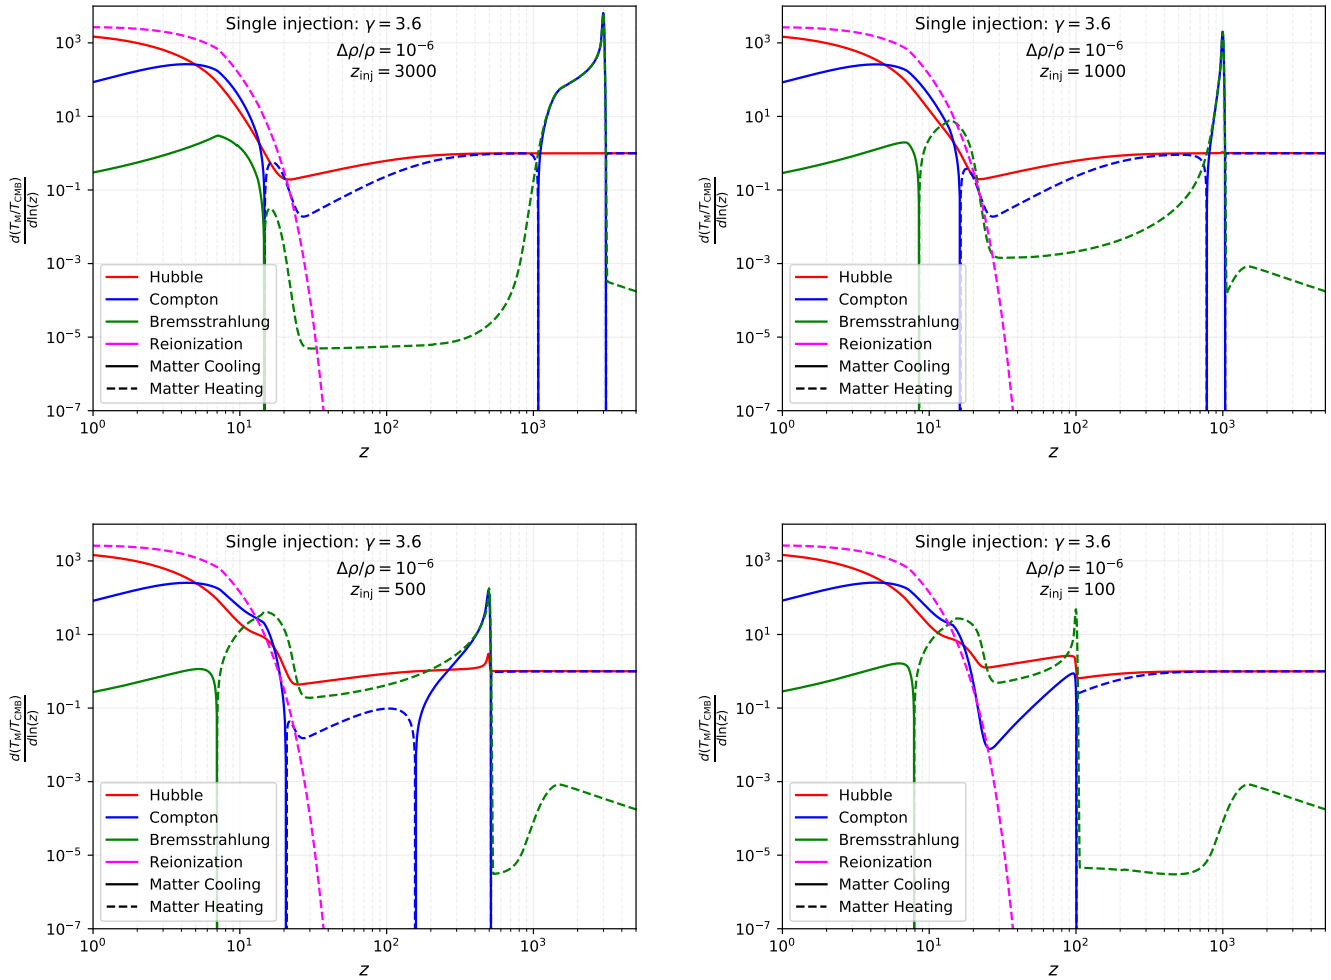 Single injection: γ = 3.6
Δρ/ρ = 10⁻⁶
z_inj = 3000
10³
10¹
10⁻¹
10⁻³
10⁻⁵
10⁻⁷
d(T_M/T_CMB)
dln(z)
Hubble
Compton
Bremsstrahlung
Reionization
Matter Cooling
Matter Heating
10⁰ 10¹ 10² 10³
z
Single injection: γ = 3.6
Δρ/ρ = 10⁻⁶
z_inj = 1000
10³
10¹
10⁻¹
10⁻³
10⁻⁵
10⁻⁷
d(T_M/T_CMB)
dln(z)
Hubble
Compton
Bremsstrahlung
Reionization
Matter Cooling
Matter Heating
10⁰ 10¹ 10² 10³
z
Single injection: γ = 3.6
Δρ/ρ = 10⁻⁶
z_inj = 500
10³
10¹
10⁻¹
10⁻³
10⁻⁵
10⁻⁷
d(T_M/T_CMB)
dln(z)
Hubble
Compton
Bremsstrahlung
Reionization
Matter Cooling
Matter Heating
10⁰ 10¹ 10² 10³
z
Single injection: γ = 3.6
Δρ/ρ = 10⁻⁶
z_inj = 100
10³
10¹
10⁻¹
10⁻³
10⁻⁵
10⁻⁷
d(T_M/T_CMB)
dln(z)
Hubble
Compton
Bremsstrahlung
Reionization
Matter Cooling
Matter Heating
10⁰ 10¹ 10² 10³
z